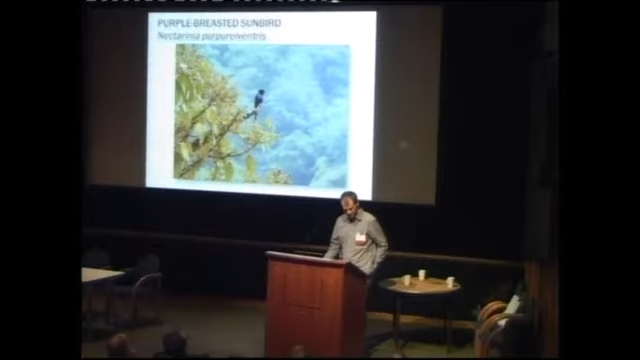 PURPLE-BREASTED SUNBIRD
Nectarinia purpureiventris